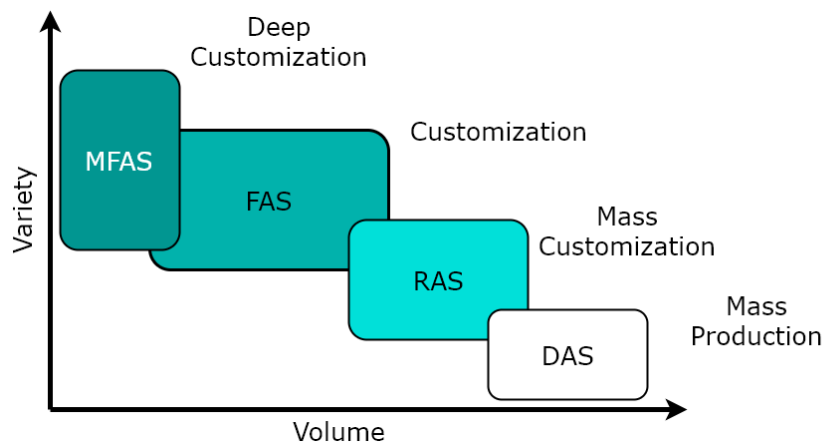 Deep
Customization
Customization
MFAS
FAS
Variety
Mass
Customization
RAS
Mass
Production
DAS
Volume